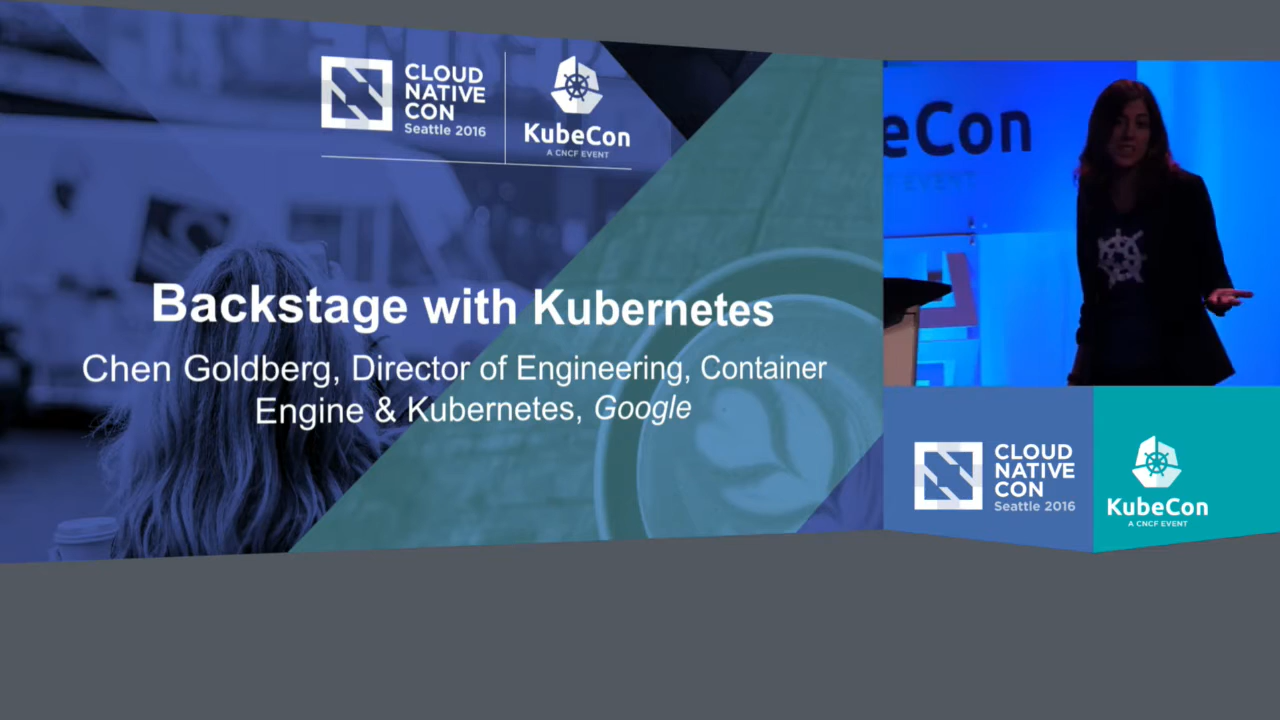 CLOUD
NATIVE
CON
Seattle 2016
KubeCon
A CNCF EVENT
Backstage with Kubernetes
Chen Goldberg, Director of Engineering, Container
Engine & Kubernetes, Google
eCon
EVENT
CLOUD
NATIVE
CON
Seattle 2016
KubeCon
A CNCF EVENT